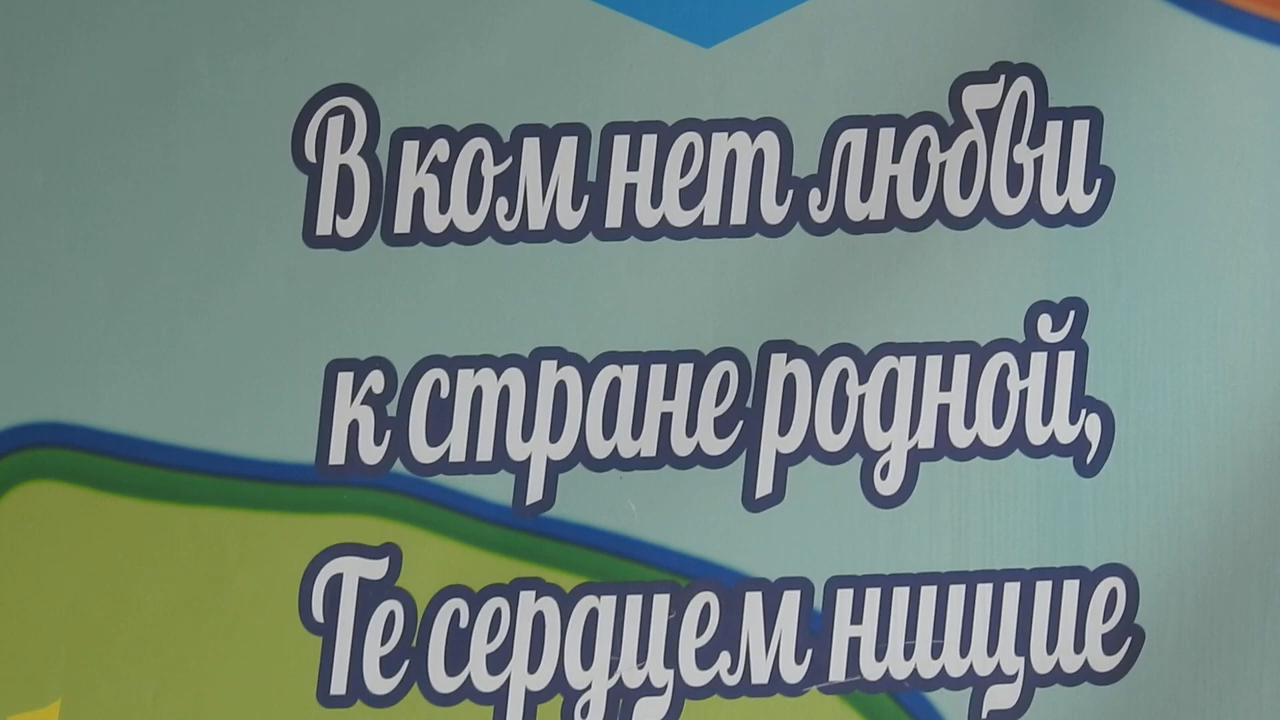 В ком нет любви
к стране родной,
Те сердцем нищие